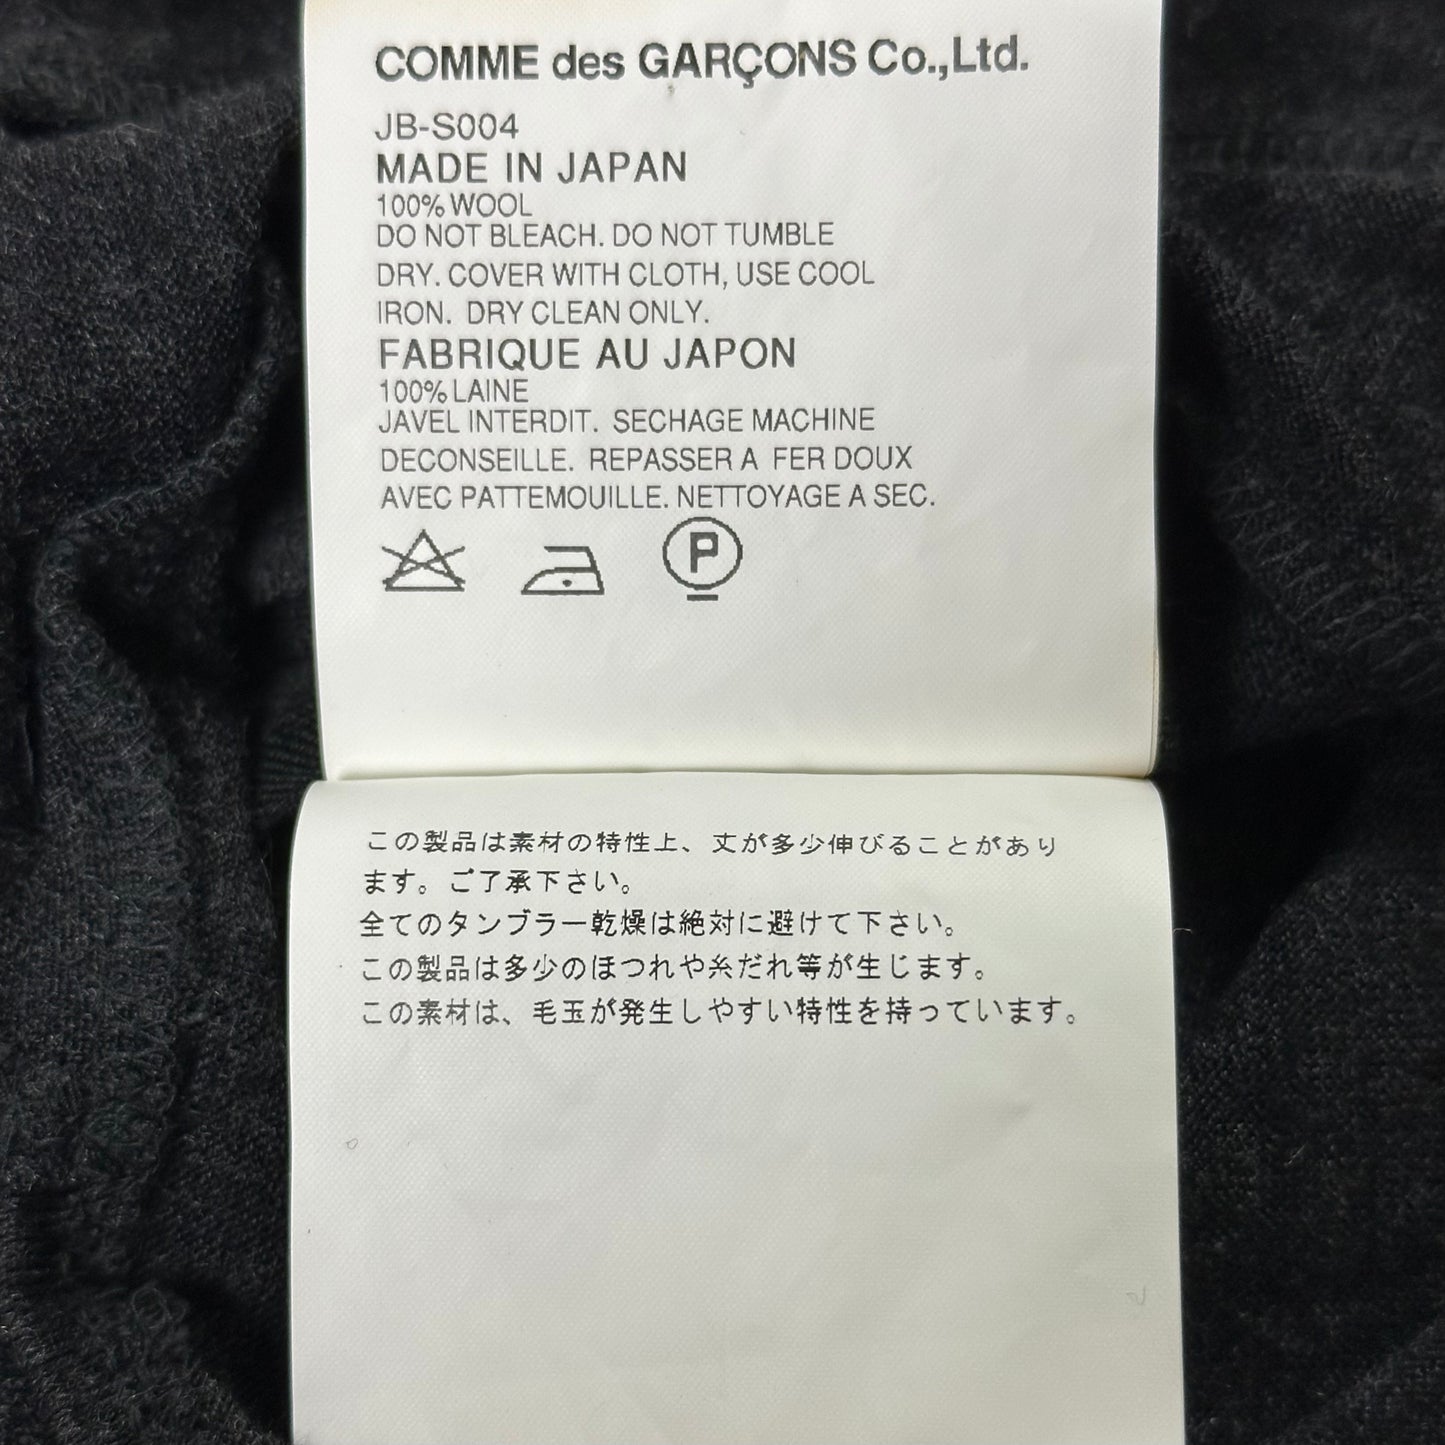 COMME des GARÇONS Co.,Ltd.
JB-S004
MADE IN JAPAN
100% WOOL
DO NOT BLEACH. DO NOT TUMBLE
DRY. COVER WITH CLOTH, USE COOL
IRON. DRY CLEAN ONLY.
FABRIQUE AU JAPON
100% LAINE
JAVEL INTERDIT. SECHAGE MACHINE
DECONSEILLE. REPASSER A FER DOUX
AVEC PATTEMOUILLE. NETTOYAGE A SEC.
P
この製品は素材の特性上、丈が多少伸びることがあり
ます。ご了承下さい。
全てのタンブラー乾燥は絶対に避けて下さい。
この製品は多少のほつれや糸だれ等が生じます。
この素材は、毛玉が発生しやすい特性を持っています。